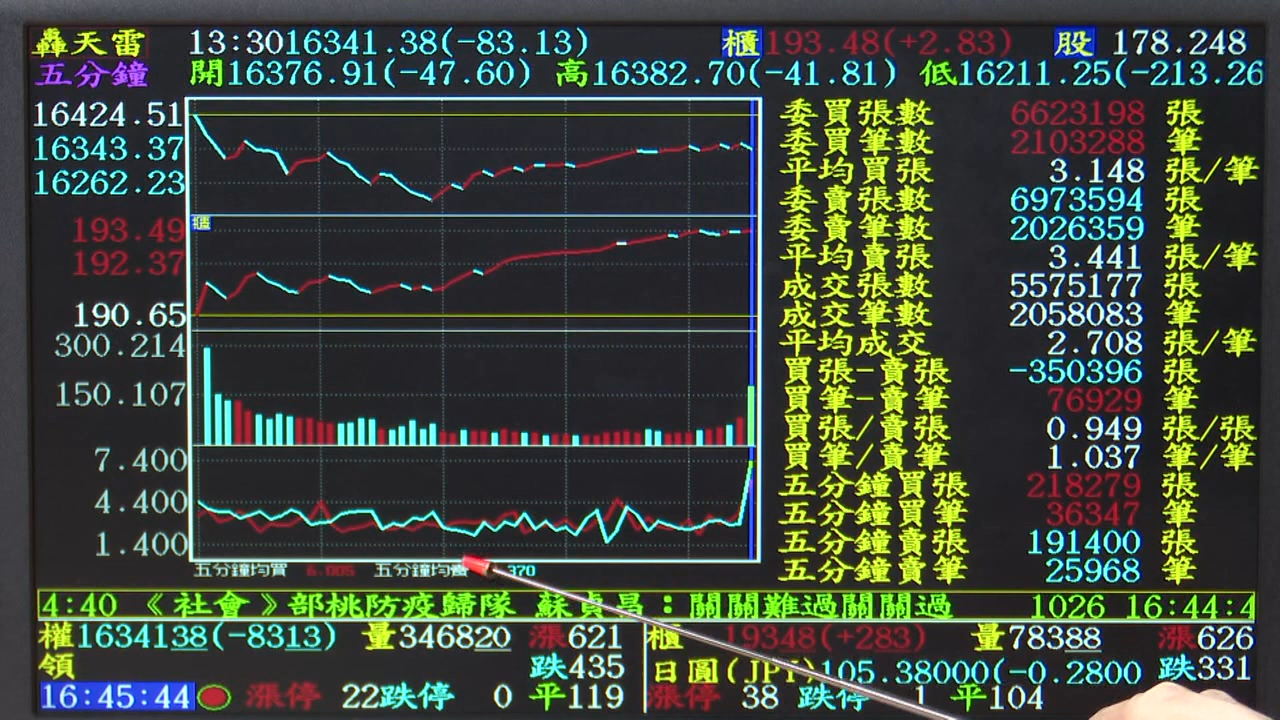 轟天雷 13:30 16341.38(-83.13) 櫃 193.48(+2.83) 股 178.248
五分鐘 開16376.91(-47.60) 高16382.70(-41.81) 低16211.25(-213.26
16424.51
16343.37
16262.23
櫃
193.49
192.37
190.65
300.214
150.107
7.400
4.400
1.400
五分鐘均買 6.005 五分鐘均賣 370
委買張數 6623198 張
委買筆數 2103288 筆
平均買張 3.148 張/筆
委賣張數 6973594 張
委賣筆數 2026359 筆
平均賣張 3.441 張/筆
成交張數 5575177 張
成交筆數 2058083 筆
平均成交 2.708 張/筆
買張-賣張 -350396 張
買筆-賣筆 76929 筆
買張/賣張 0.949 張/張
買筆/賣筆 1.037 筆/筆
五分鐘買張 218279 張
五分鐘買筆 36347 筆
五分鐘賣張 191400 張
五分鐘賣筆 25968 筆
4:40 《社會》部桃防疫歸隊 蘇貞昌：關關難過關關過 1026 16:44:4
權1634138(-8313) 量346820 漲621 櫃 19348(+283) 量78388 漲626
領 跌435 日圓(JPY)105.38000(-0.2800 跌331
16:45:44 漲停 22 跌停 0 平119 漲停 38 跌停 1 平104